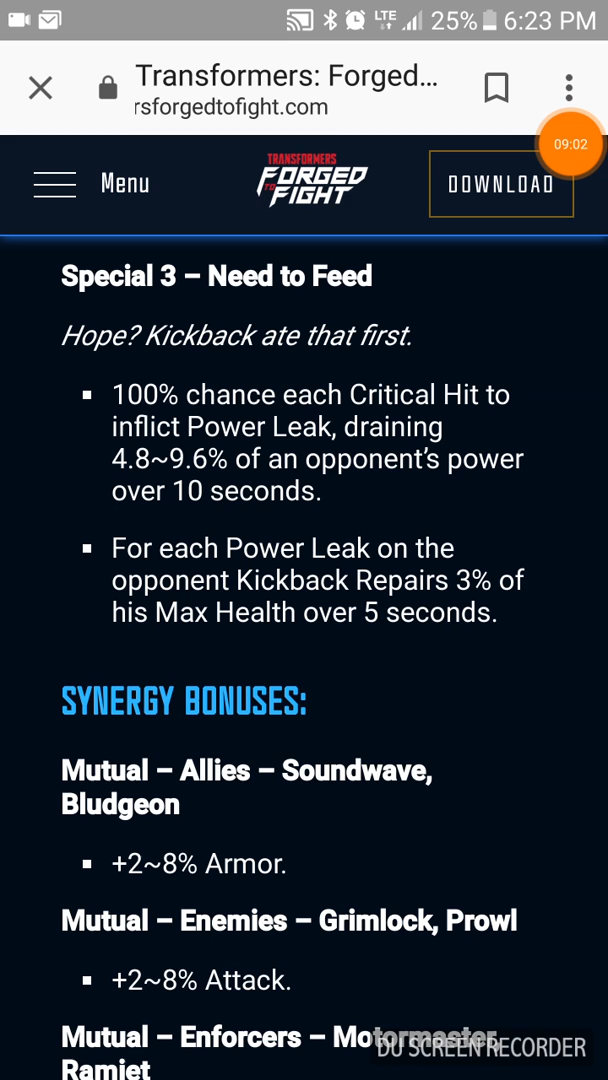 LTE 25% 6:23 PM
Transformers: Forged...
rsforgedtofight.com
09:02
Menu
TRANSFORMERS
FORGED
TO
FIGHT
DOWNLOAD
Special 3 – Need to Feed
Hope? Kickback ate that first.
▪ 100% chance each Critical Hit to
inflict Power Leak, draining
4.8~9.6% of an opponent’s power
over 10 seconds.
▪ For each Power Leak on the
opponent Kickback Repairs 3% of
his Max Health over 5 seconds.
SYNERGY BONUSES:
Mutual – Allies – Soundwave,
Bludgeon
▪ +2~8% Armor.
Mutual – Enemies – Grimlock, Prowl
▪ +2~8% Attack.
Mutual – Enforcers – Motormaster,
Ramjet
DU SCREEN RECORDER